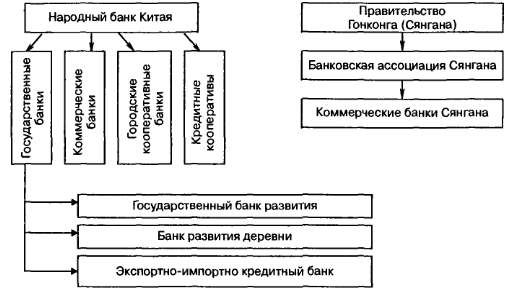 Народный банк Китая
Государственные
банки
Коммерческие
банки
Городские
кооперативные
банки
Кредитные
кооперативы
Государственный банк развития
Банк развития деревни
Экспортно-импортно кредитный банк
Правительство
Гонконга (Сянгана)
Банковская ассоциация Сянгана
Коммерческие банки Сянгана